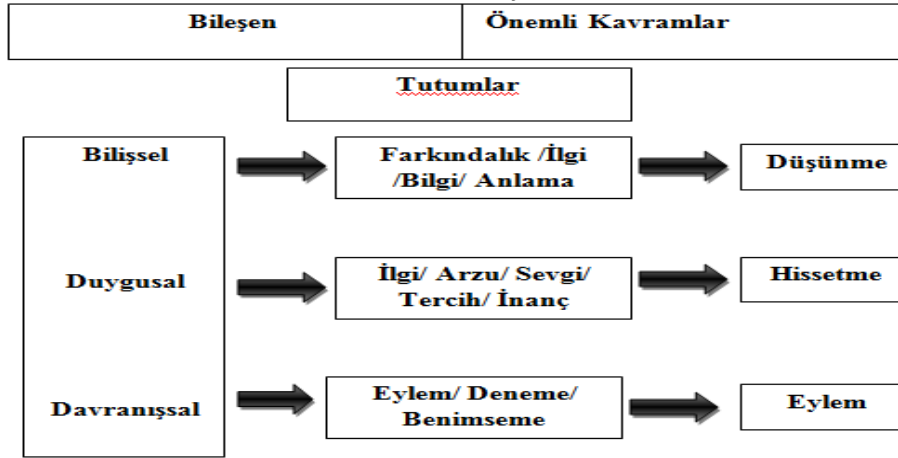 Bileşen
Önemli Kavramlar
Tutumlar
Bilişsel
Farkındalık /İlgi
/Bilgi/ Anlama
Düşünme
Duygusal
İlgi/ Arzu/ Sevgi/
Tercih/ İnanç
Hissetme
Davranışsal
Eylem/ Deneme/
Benimseme
Eylem